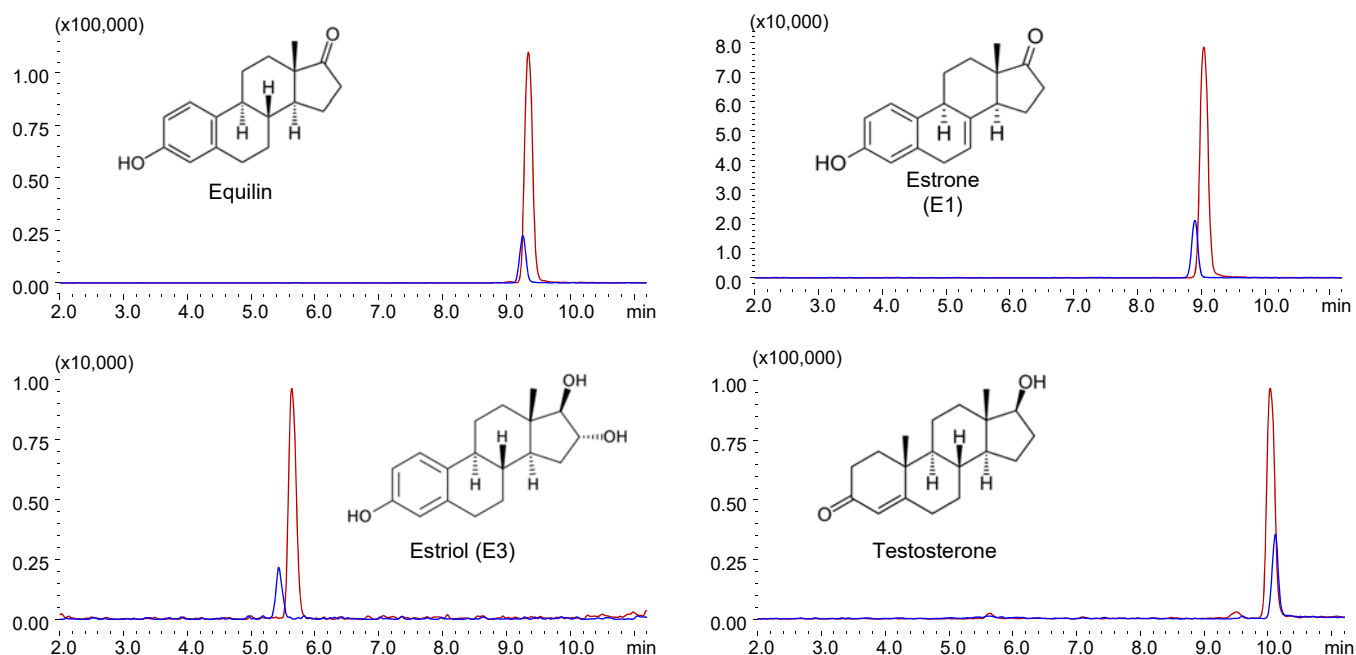 (x100,000)
1.00
0.75
0.50
0.25
0.00
2.0 3.0 4.0 5.0 6.0 7.0 8.0 9.0 10.0 min
O
H
H
H
HO
Equilin
(x10,000)
8.0
7.0
6.0
5.0
4.0
3.0
2.0
1.0
0.0
2.0 3.0 4.0 5.0 6.0 7.0 8.0 9.0 10.0 min
O
H
H
HO
Estrone
(E1)
(x10,000)
1.00
0.75
0.50
0.25
0.00
2.0 3.0 4.0 5.0 6.0 7.0 8.0 9.0 10.0 min
OH
OH
H
H
H
HO
Estriol (E3)
(x100,000)
1.00
0.75
0.50
0.25
0.00
2.0 3.0 4.0 5.0 6.0 7.0 8.0 9.0 10.0 min
OH
H
H
H
O
Testosterone